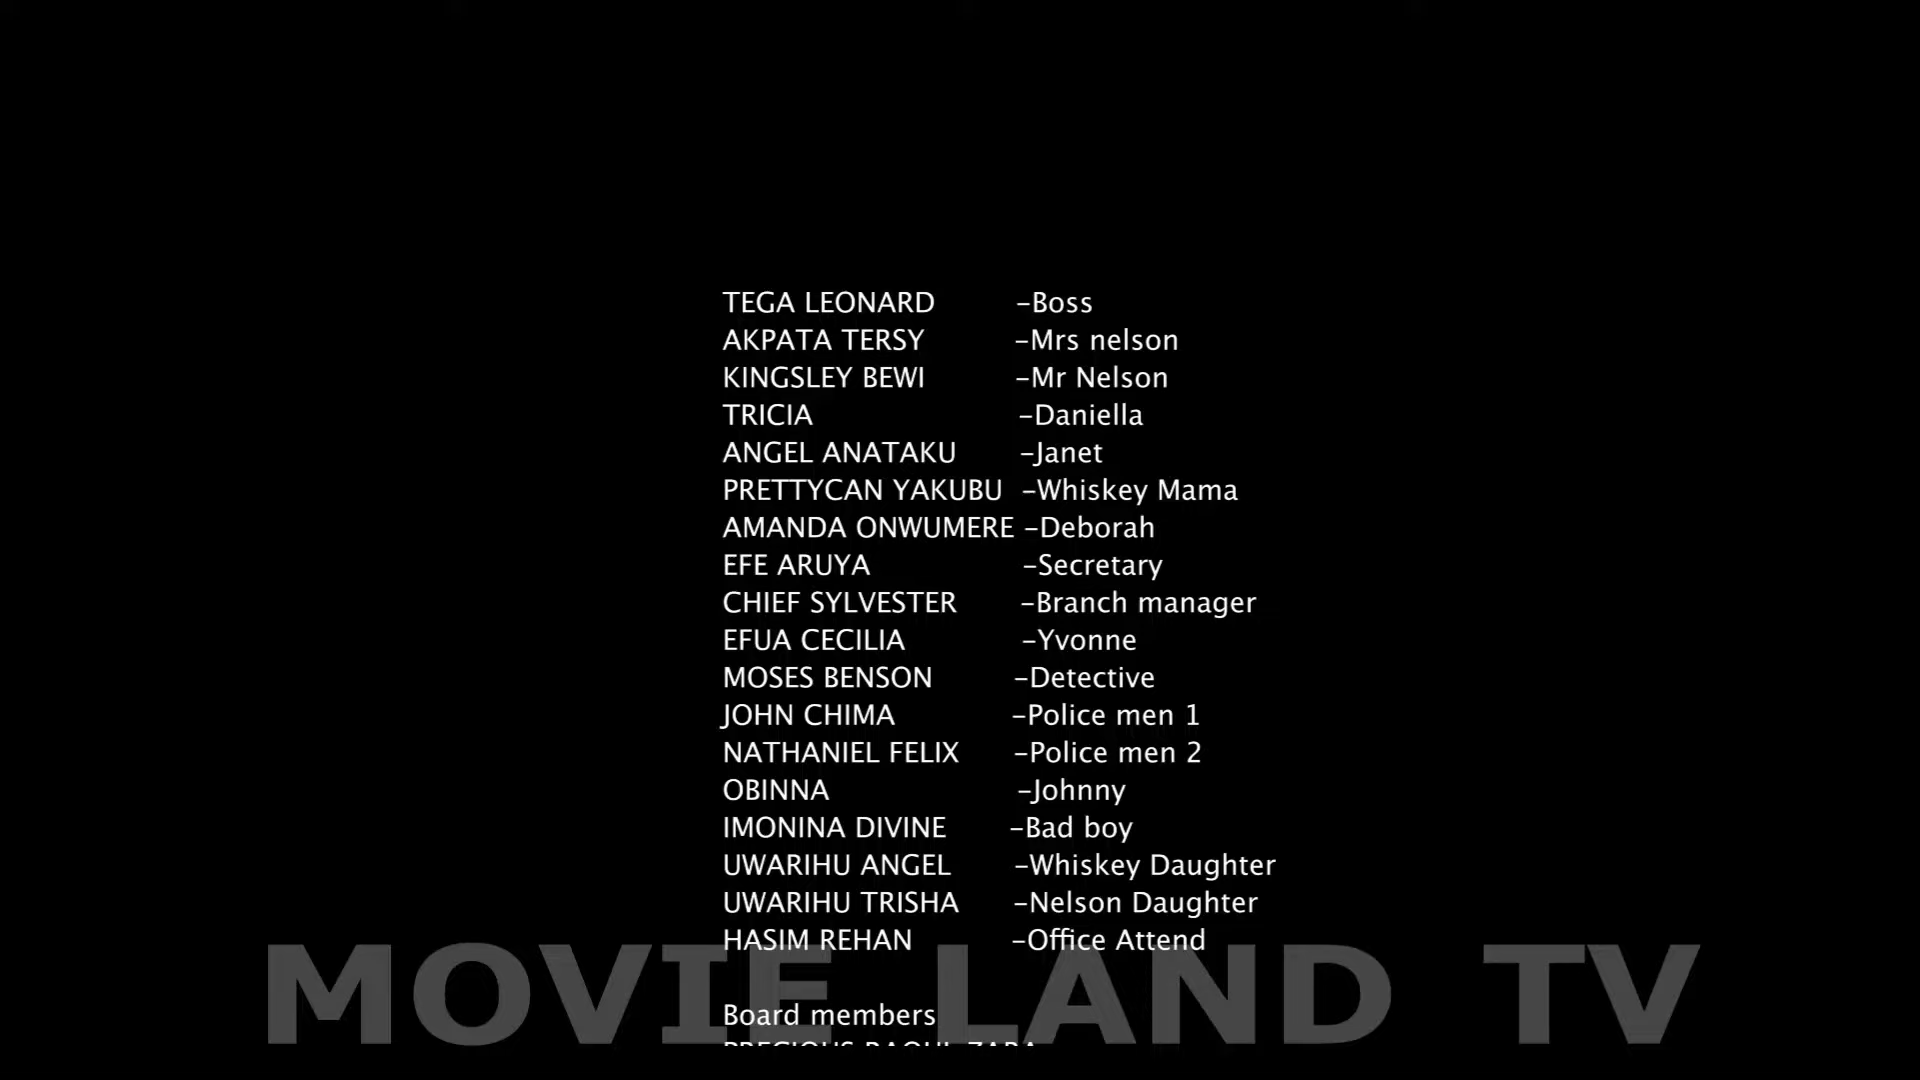 TEGA LEONARD -Boss
AKPATA TERSY -Mrs nelson
KINGSLEY BEWI -Mr Nelson
TRICIA -Daniella
ANGEL ANATAKU -Janet
PRETTYCAN YAKUBU -Whiskey Mama
AMANDA ONWUMERE -Deborah
EFE ARUYA -Secretary
CHIEF SYLVESTER -Branch manager
EFUA CECILIA -Yvonne
MOSES BENSON -Detective
JOHN CHIMA -Police men 1
NATHANIEL FELIX -Police men 2
OBINNA -Johnny
IMONINA DIVINE -Bad boy
UWARIHU ANGEL -Whiskey Daughter
UWARIHU TRISHA -Nelson Daughter
HASIM REHAN -Office Attend
MOVIE LAND TV
Board members